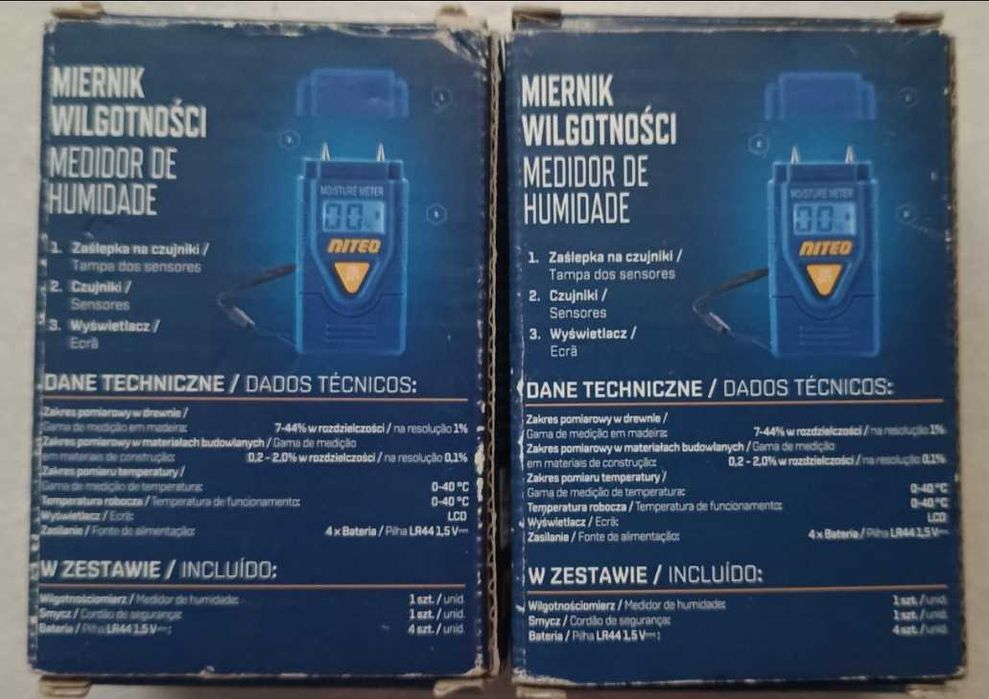 MIERNIK
WILGOTNOŚCI
MEDIDOR DE
HUMIDADE
MOISTURE METER
00.
NITEO
1. Zaślepka na czujniki /
Tampa dos sensores
2. Czujniki /
Sensores
3. Wyświetlacz /
Ecrã
DANE TECHNICZNE / DADOS TÉCNICOS:
Zakres pomiarowy w drewnie /
Gama de medição em madeira: 7-44% w rozdzielczości / na resolução 1%
Zakres pomiarowy w materiałach budowlanych / Gama de medição
em materiais de construção: 0,2 - 2,0% w rozdzielczości / na resolução 0,1%
Zakres pomiaru temperatury /
Gama de medição de temperatura: 0-40 °C
Temperatura robocza / Temperatura de funcionamento: 0-40 °C
Wyświetlacz / Ecrã: LCD
Zasilanie / Fonte de alimentação: 4 x Bateria / Pilha LR44 1,5 V
W ZESTAWIE / INCLUÍDO:
Wilgotnościomierz / Medidor de humidade: 1 szt. / unid.
Smycz / Cordão de segurança: 1 szt. / unid.
Bateria / Pilha LR44 1,5 V : 4 szt. / unid.
MIERNIK
WILGOTNOŚCI
MEDIDOR DE
HUMIDADE
MOISTURE METER
00.
NITEO
1. Zaślepka na czujniki /
Tampa dos sensores
2. Czujniki /
Sensores
3. Wyświetlacz /
Ecrã
DANE TECHNICZNE / DADOS TÉCNICOS:
Zakres pomiarowy w drewnie /
Gama de medição em madeira: 7-44% w rozdzielczości / na resolução 1%
Zakres pomiarowy w materiałach budowlanych / Gama de medição
em materiais de construção: 0,2 - 2,0% w rozdzielczości / na resolução 0,1%
Zakres pomiaru temperatury /
Gama de medição de temperatura: 0-40 °C
Temperatura robocza / Temperatura de funcionamento: 0-40 °C
Wyświetlacz / Ecrã: LCD
Zasilanie / Fonte de alimentação: 4 x Bateria / Pilha LR44 1,5 V
W ZESTAWIE / INCLUÍDO:
Wilgotnościomierz / Medidor de humidade: 1 szt. / unid.
Smycz / Cordão de segurança: 1 szt. / unid.
Bateria / Pilha LR44 1,5 V : 4 szt. / unid.